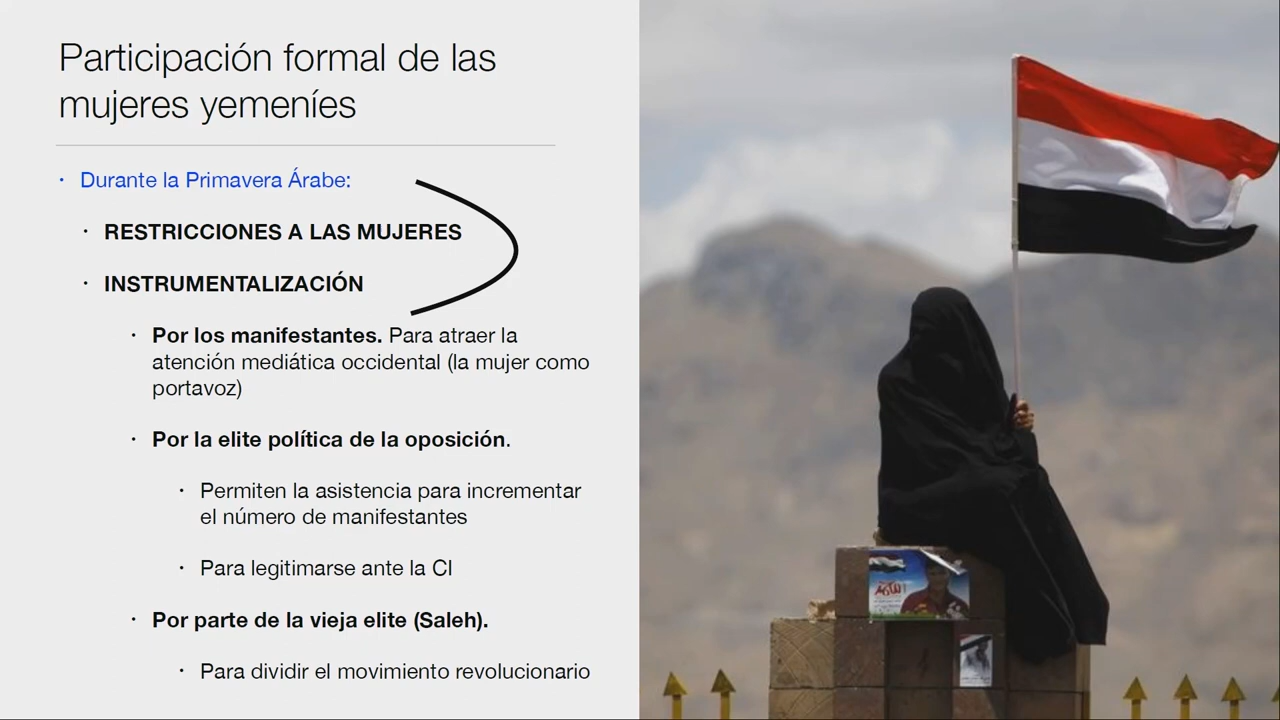 Participación formal de las
mujeres yemeníes
• Durante la Primavera Árabe:
• RESTRICCIONES A LAS MUJERES
• INSTRUMENTALIZACIÓN
• Por los manifestantes. Para atraer la
atención mediática occidental (la mujer como
portavoz)
• Por la elite política de la oposición.
• Permiten la asistencia para incrementar
el número de manifestantes
• Para legitimarse ante la CI
• Por parte de la vieja elite (Saleh).
• Para dividir el movimiento revolucionario